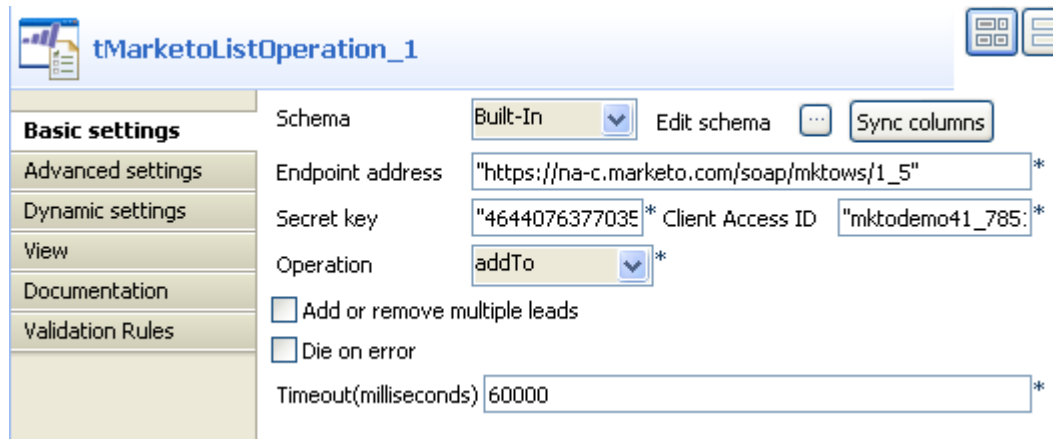 tMarketoListOperation_1
Basic settings
Advanced settings
Dynamic settings
View
Documentation
Validation Rules
Schema Built-In Edit schema ... Sync columns
Endpoint address "https://na-c.marketo.com/soap/mktows/1_5" *
Secret key "4644076377035 * Client Access ID "mktodemo41_785
Operation addTo *
Add or remove multiple leads
Die on error
Timeout(milliseconds) 60000 *